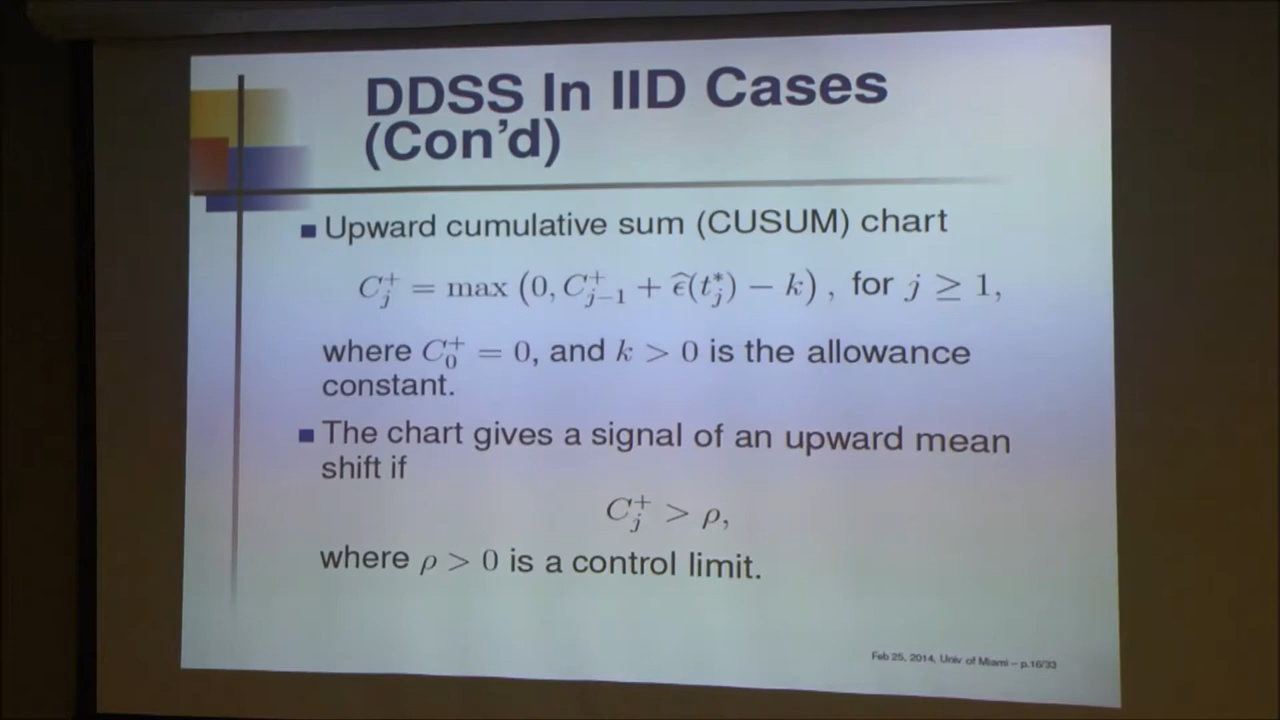 DDSS In IID Cases
(Con'd)
■ Upward cumulative sum (CUSUM) chart
C_j^+ = max (0, C_{j−1}^+ + ε̂(t_j^*) − k) , for j ≥ 1,
where C_0^+ = 0, and k > 0 is the allowance
constant.
■ The chart gives a signal of an upward mean
shift if
C_j^+ > ρ,
where ρ > 0 is a control limit.
Feb 25, 2014, Univ of Miami – p.16/33